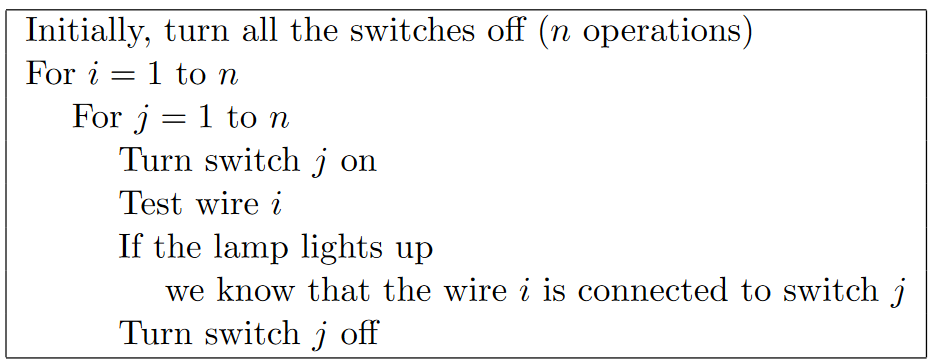 Initially, turn all the switches off (n operations)
For i = 1 to n
For j = 1 to n
Turn switch j on
Test wire i
If the lamp lights up
we know that the wire i is connected to switch j
Turn switch j off